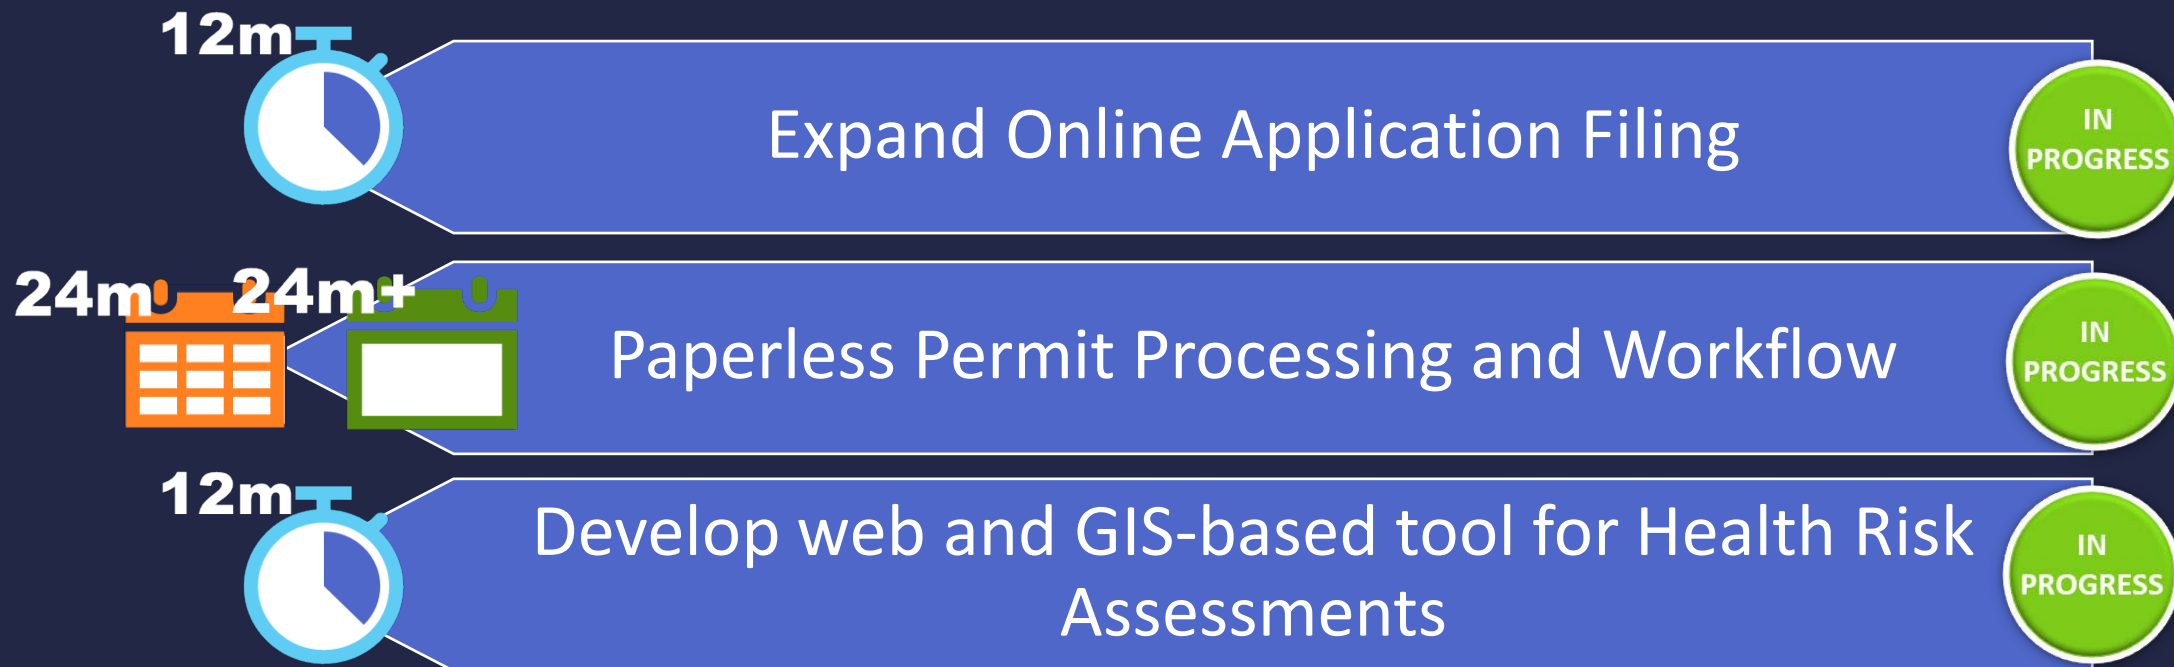 12m
Expand Online Application Filing
IN
PROGRESS
24m 24m+
Paperless Permit Processing and Workflow
IN
PROGRESS
12m
Develop web and GIS-based tool for Health Risk
Assessments
IN
PROGRESS